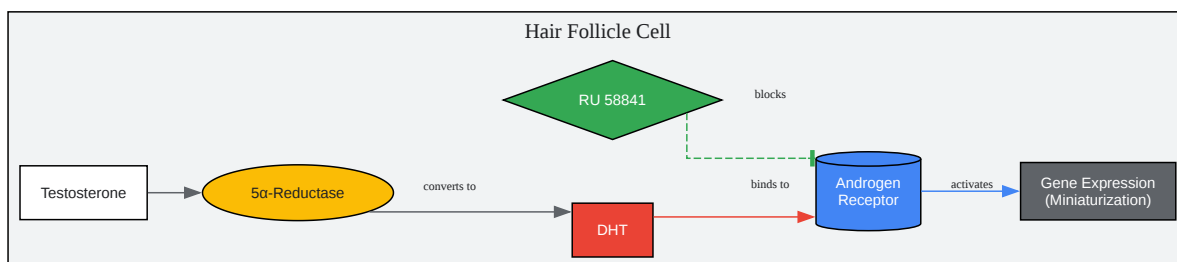 Hair Follicle Cell
RU 58841
blocks
Testosterone
5α-Reductase
converts to
DHT
binds to
Androgen
Receptor
activates
Gene Expression
(Miniaturization)